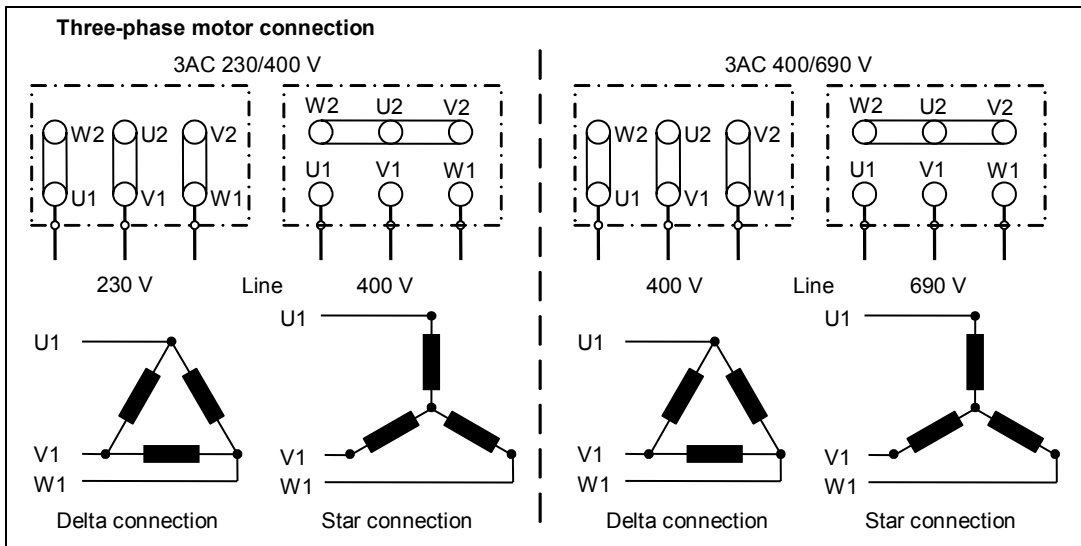 Three-phase motor connection
3AC 230/400 V
3AC 400/690 V
W2 U2 V2
U1 V1 W1
W2 U2 V2
U1 V1 W1
W2 U2 V2
U1 V1 W1
W2 U2 V2
U1 V1 W1
230 V Line 400 V
400 V Line 690 V
U1
V1
W1
U1
V1
W1
U1
V1
W1
U1
V1
W1
Delta connection
Star connection
Delta connection
Star connection